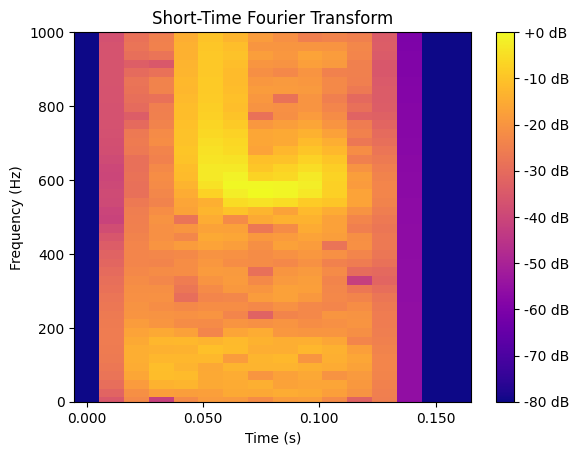 Short-Time Fourier Transform
1000
800
600
400
200
0
Frequency (Hz)
0.000
0.050
0.100
0.150
Time (s)
+0 dB
-10 dB
-20 dB
-30 dB
-40 dB
-50 dB
-60 dB
-70 dB
-80 dB